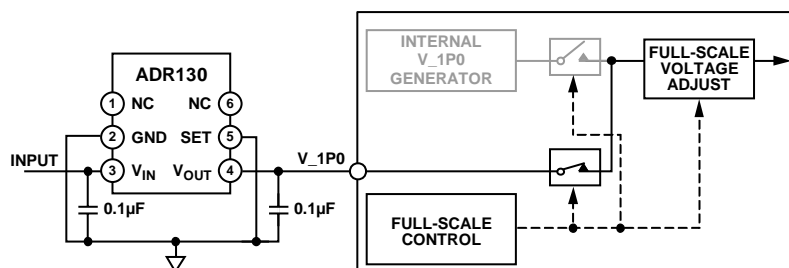 INTERNAL
V_1P0
GENERATOR
FULL-SCALE
VOLTAGE
ADJUST
ADR130
1 NC NC 6
2 GND SET 5
INPUT
3 VIN VOUT 4
V_1P0
0.1µF
0.1µF
FULL-SCALE
CONTROL